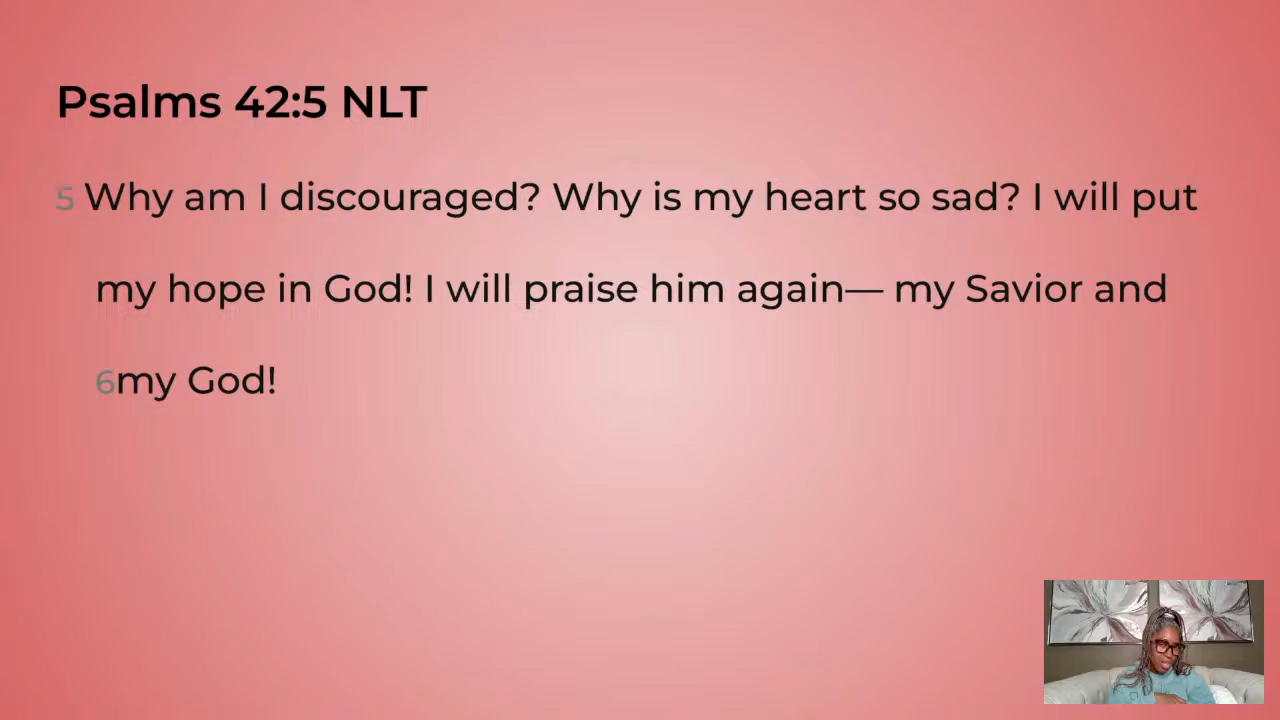 Psalms 42:5 NLT
5 Why am I discouraged? Why is my heart so sad? I will put
my hope in God! I will praise him again— my Savior and
6my God!